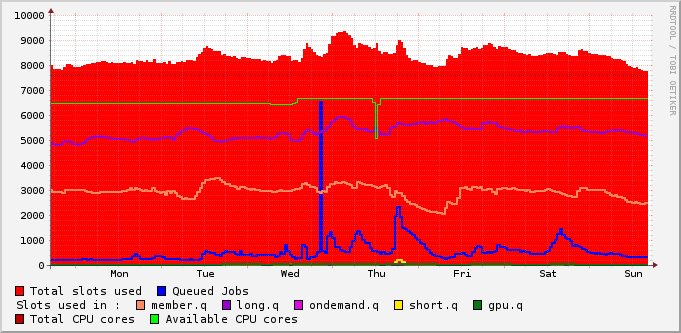 10000
9000
8000
7000
6000
5000
4000
3000
2000
1000
0
Mon Tue Wed Thu Fri Sat Sun
RRDTOOL / TOBI OETIKER
Total slots used Queued Jobs
Slots used in : member.q long.q ondemand.q short.q gpu.q
Total CPU cores Available CPU cores